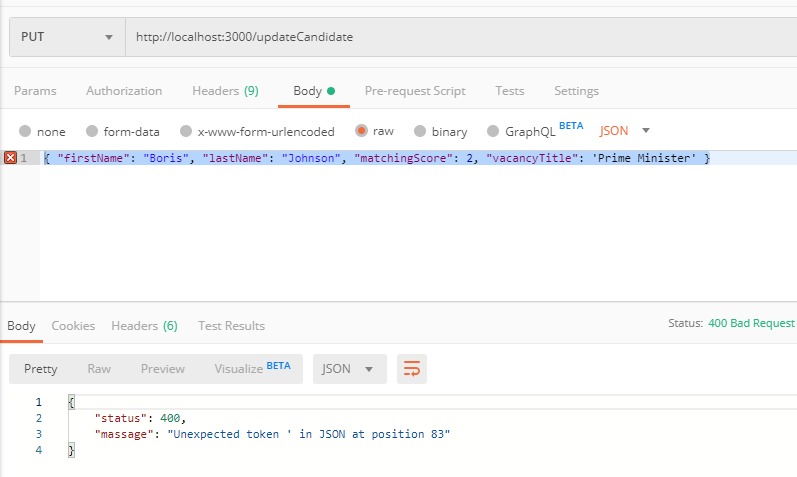 PUT http://localhost:3000/updateCandidate
Params Authorization Headers (9) Body Pre-request Script Tests Settings
none form-data x-www-form-urlencoded raw binary GraphQL BETA JSON
1 { "firstName": "Boris", "lastName": "Johnson", "matchingScore": 2, "vacancyTitle": 'Prime Minister' }
Body Cookies Headers (6) Test Results Status: 400 Bad Request
Pretty Raw Preview Visualize BETA JSON
1 {
2 "status": 400,
3 "massage": "Unexpected token ' in JSON at position 83"
4 }